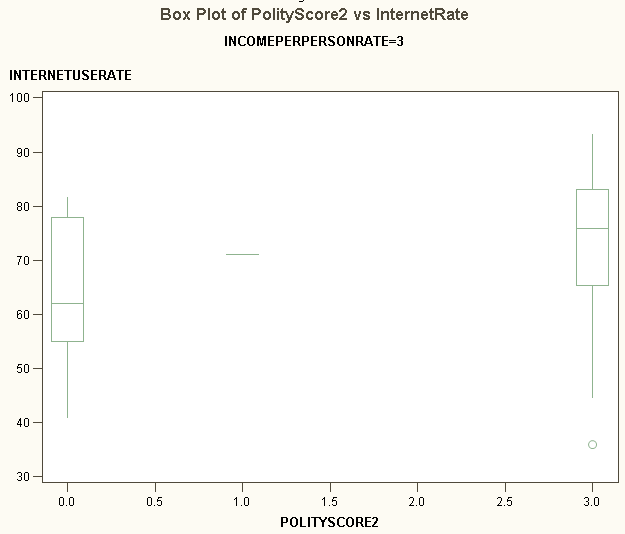 Box Plot of PolityScore2 vs InternetRate
INCOMEPERPERSONRATE=3
INTERNETUSERATE
100
90
80
70
60
50
40
30
0.0 0.5 1.0 1.5 2.0 2.5 3.0
POLITYSCORE2